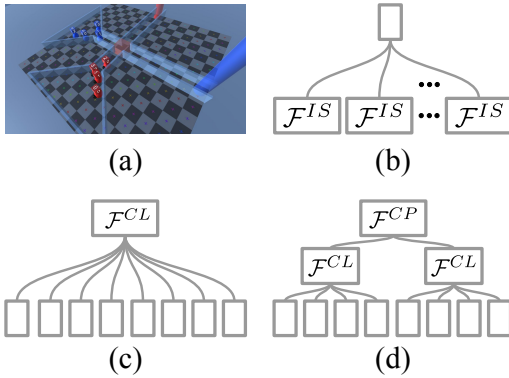 (a)
(b)
ℱ^{IS} ℱ^{IS} ••• ℱ^{IS}
•••
(c)
ℱ^{CL}
(d)
ℱ^{CP}
ℱ^{CL} ℱ^{CL}